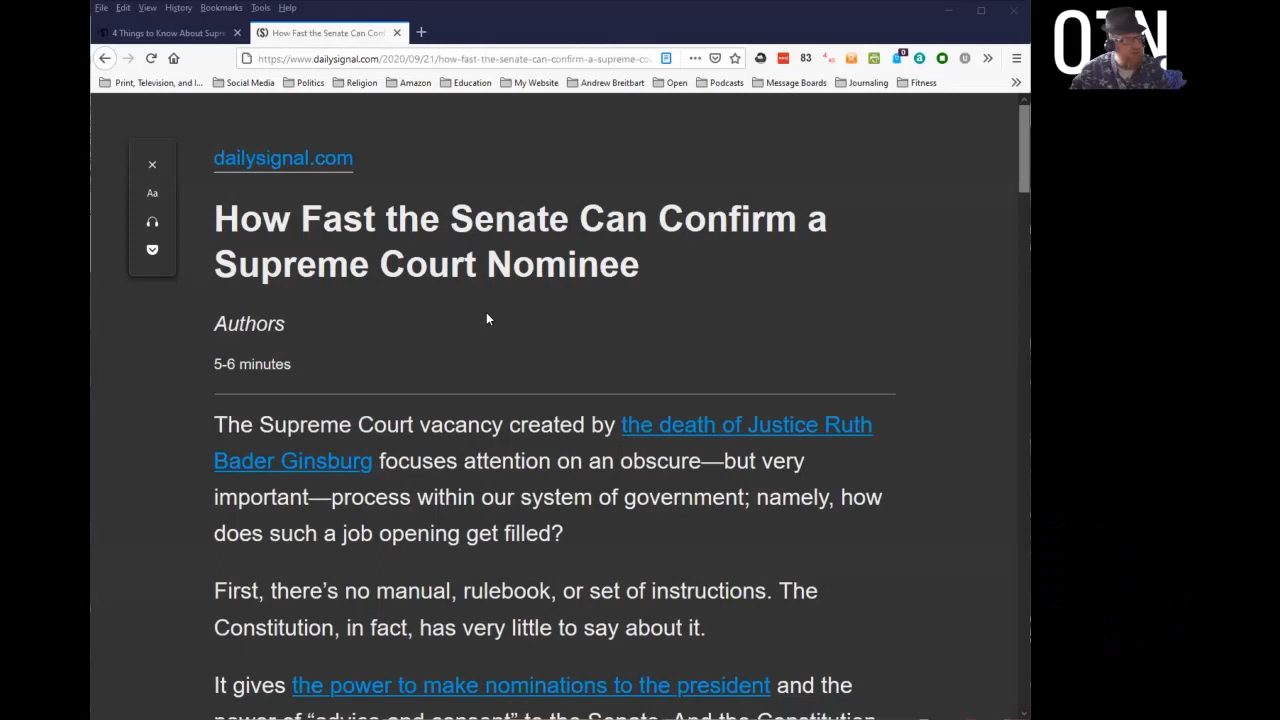 File Edit View History Bookmarks Tools Help
4 Things to Know About Supre
How Fast the Senate Can Conf
https://www.dailysignal.com/2020/09/21/how-fast-the-senate-can-confirm-a-supreme-co
83
0
Print, Television, and I... Social Media Politics Religion Amazon Education My Website Andrew Breitbart Open Podcasts Message Boards Journaling Fitness
dailysignal.com
Aa
How Fast the Senate Can Confirm a
Supreme Court Nominee
Authors
5-6 minutes
The Supreme Court vacancy created by the death of Justice Ruth
Bader Ginsburg focuses attention on an obscure—but very
important—process within our system of government; namely, how
does such a job opening get filled?
First, there’s no manual, rulebook, or set of instructions. The
Constitution, in fact, has very little to say about it.
It gives the power to make nominations to the president and the
power of “advice and consent” to the Senate. And the Constitution